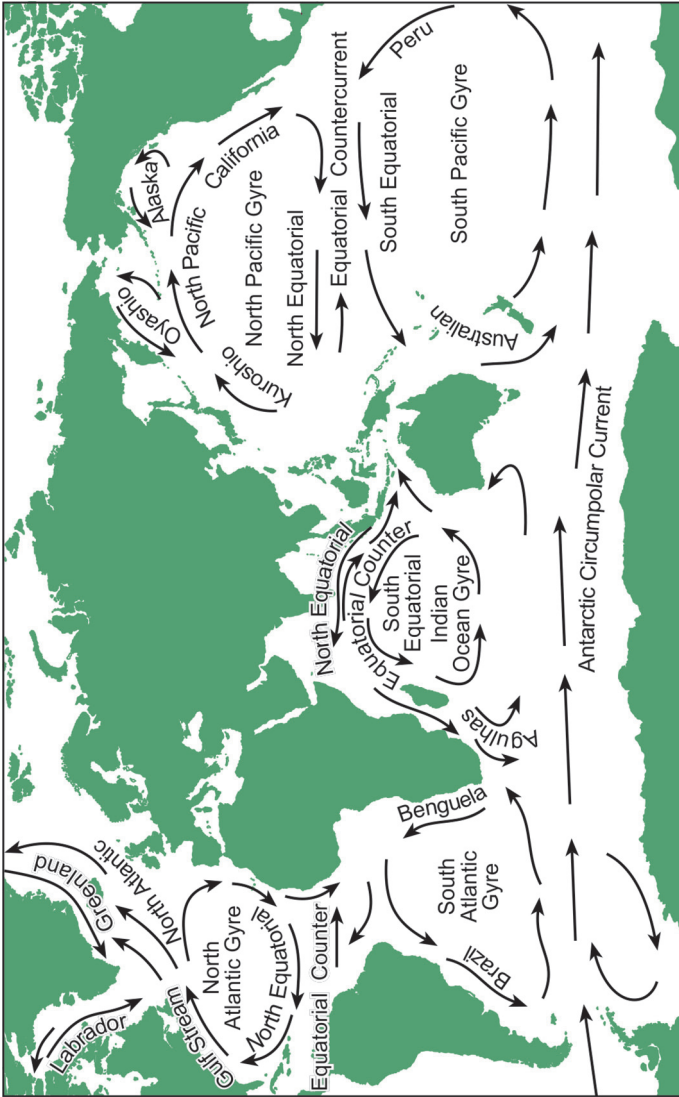 Labrador
Greenland
North Atlantic
Gulf Stream
North
Atlantic Gyre
North Equatorial
Equatorial Counter
Brazil
South
Atlantic
Gyre
Benguela
Agulhas
North Equatorial
Equatorial Counter
South
Equatorial
Indian
Ocean Gyre
Oyashio
Alaska
North Pacific
Kuroshio
California
North Pacific Gyre
North Equatorial
Equatorial Countercurrent
South Equatorial
Peru
South Pacific Gyre
Australian
Antarctic Circumpolar Current